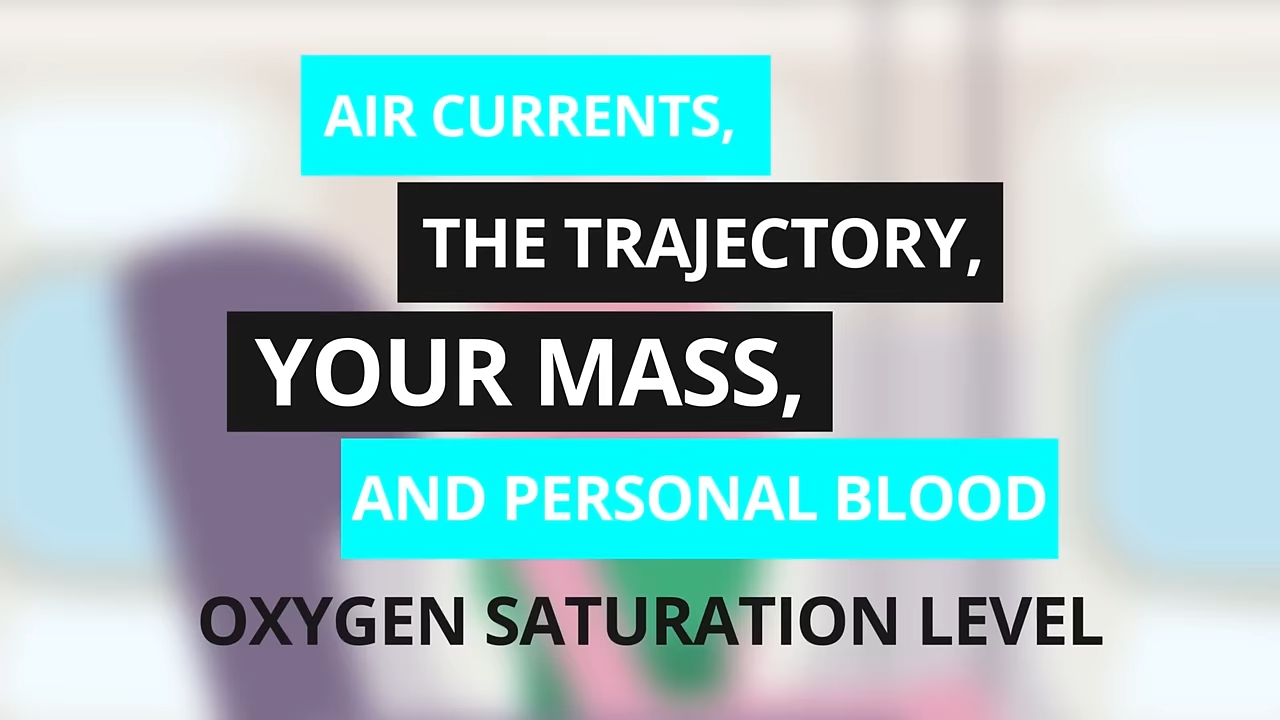 AIR CURRENTS,
THE TRAJECTORY,
YOUR MASS,
AND PERSONAL BLOOD
OXYGEN SATURATION LEVEL